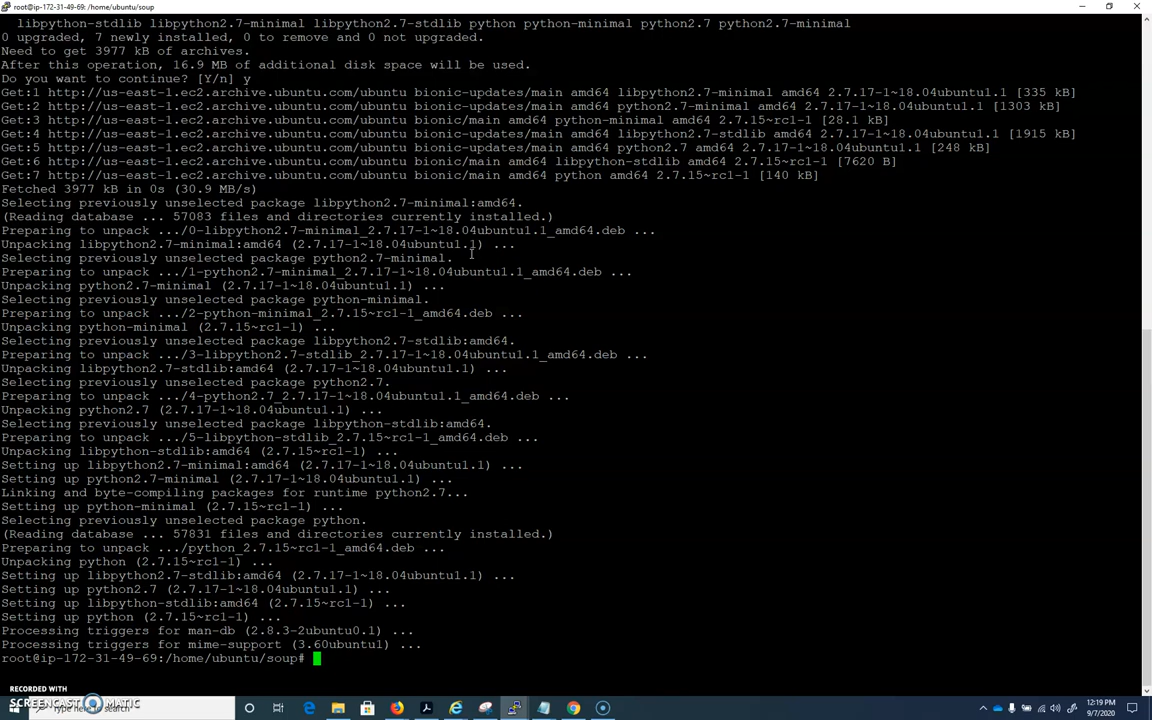 root@ip-172-31-49-69: /home/ubuntu/soup
libpython-stdlib libpython2.7-minimal libpython2.7-stdlib python python-minimal python2.7 python2.7-minimal
0 upgraded, 7 newly installed, 0 to remove and 0 not upgraded.
Need to get 3977 kB of archives.
After this operation, 16.9 MB of additional disk space will be used.
Do you want to continue? [Y/n] y
Get:1 http://us-east-1.ec2.archive.ubuntu.com/ubuntu bionic-updates/main amd64 libpython2.7-minimal amd64 2.7.17-1~18.04ubuntu1.1 [335 kB]
Get:2 http://us-east-1.ec2.archive.ubuntu.com/ubuntu bionic-updates/main amd64 python2.7-minimal amd64 2.7.17-1~18.04ubuntu1.1 [1303 kB]
Get:3 http://us-east-1.ec2.archive.ubuntu.com/ubuntu bionic/main amd64 python-minimal amd64 2.7.15~rc1-1 [28.1 kB]
Get:4 http://us-east-1.ec2.archive.ubuntu.com/ubuntu bionic-updates/main amd64 libpython2.7-stdlib amd64 2.7.17-1~18.04ubuntu1.1 [1915 kB]
Get:5 http://us-east-1.ec2.archive.ubuntu.com/ubuntu bionic-updates/main amd64 python2.7 amd64 2.7.17-1~18.04ubuntu1.1 [248 kB]
Get:6 http://us-east-1.ec2.archive.ubuntu.com/ubuntu bionic/main amd64 libpython-stdlib amd64 2.7.15~rc1-1 [7620 B]
Get:7 http://us-east-1.ec2.archive.ubuntu.com/ubuntu bionic/main amd64 python amd64 2.7.15~rc1-1 [140 kB]
Fetched 3977 kB in 0s (30.9 MB/s)
Selecting previously unselected package libpython2.7-minimal:amd64.
(Reading database ... 57083 files and directories currently installed.)
Preparing to unpack .../0-libpython2.7-minimal_2.7.17-1~18.04ubuntu1.1_amd64.deb ...
Unpacking libpython2.7-minimal:amd64 (2.7.17-1~18.04ubuntu1.1) ...
Selecting previously unselected package python2.7-minimal.
Preparing to unpack .../1-python2.7-minimal_2.7.17-1~18.04ubuntu1.1_amd64.deb ...
Unpacking python2.7-minimal (2.7.17-1~18.04ubuntu1.1) ...
Selecting previously unselected package python-minimal.
Preparing to unpack .../2-python-minimal_2.7.15~rc1-1_amd64.deb ...
Unpacking python-minimal (2.7.15~rc1-1) ...
Selecting previously unselected package libpython2.7-stdlib:amd64.
Preparing to unpack .../3-libpython2.7-stdlib_2.7.17-1~18.04ubuntu1.1_amd64.deb ...
Unpacking libpython2.7-stdlib:amd64 (2.7.17-1~18.04ubuntu1.1) ...
Selecting previously unselected package python2.7.
Preparing to unpack .../4-python2.7_2.7.17-1~18.04ubuntu1.1_amd64.deb ...
Unpacking python2.7 (2.7.17-1~18.04ubuntu1.1) ...
Selecting previously unselected package libpython-stdlib:amd64.
Preparing to unpack .../5-libpython-stdlib_2.7.15~rc1-1_amd64.deb ...
Unpacking libpython-stdlib:amd64 (2.7.15~rc1-1) ...
Setting up libpython2.7-minimal:amd64 (2.7.17-1~18.04ubuntu1.1) ...
Setting up python2.7-minimal (2.7.17-1~18.04ubuntu1.1) ...
Linking and byte-compiling packages for runtime python2.7...
Setting up python-minimal (2.7.15~rc1-1) ...
Selecting previously unselected package python.
(Reading database ... 57831 files and directories currently installed.)
Preparing to unpack .../python_2.7.15~rc1-1_amd64.deb ...
Unpacking python (2.7.15~rc1-1) ...
Setting up libpython2.7-stdlib:amd64 (2.7.17-1~18.04ubuntu1.1) ...
Setting up python2.7 (2.7.17-1~18.04ubuntu1.1) ...
Setting up libpython-stdlib:amd64 (2.7.15~rc1-1) ...
Setting up python (2.7.15~rc1-1) ...
Processing triggers for man-db (2.8.3-2ubuntu0.1) ...
Processing triggers for mime-support (3.60ubuntu1) ...
root@ip-172-31-49-69:/home/ubuntu/soup#
RECORDED WITH
SCREENCAST MATIC
Type here to search
12:19 PM
9/7/2020